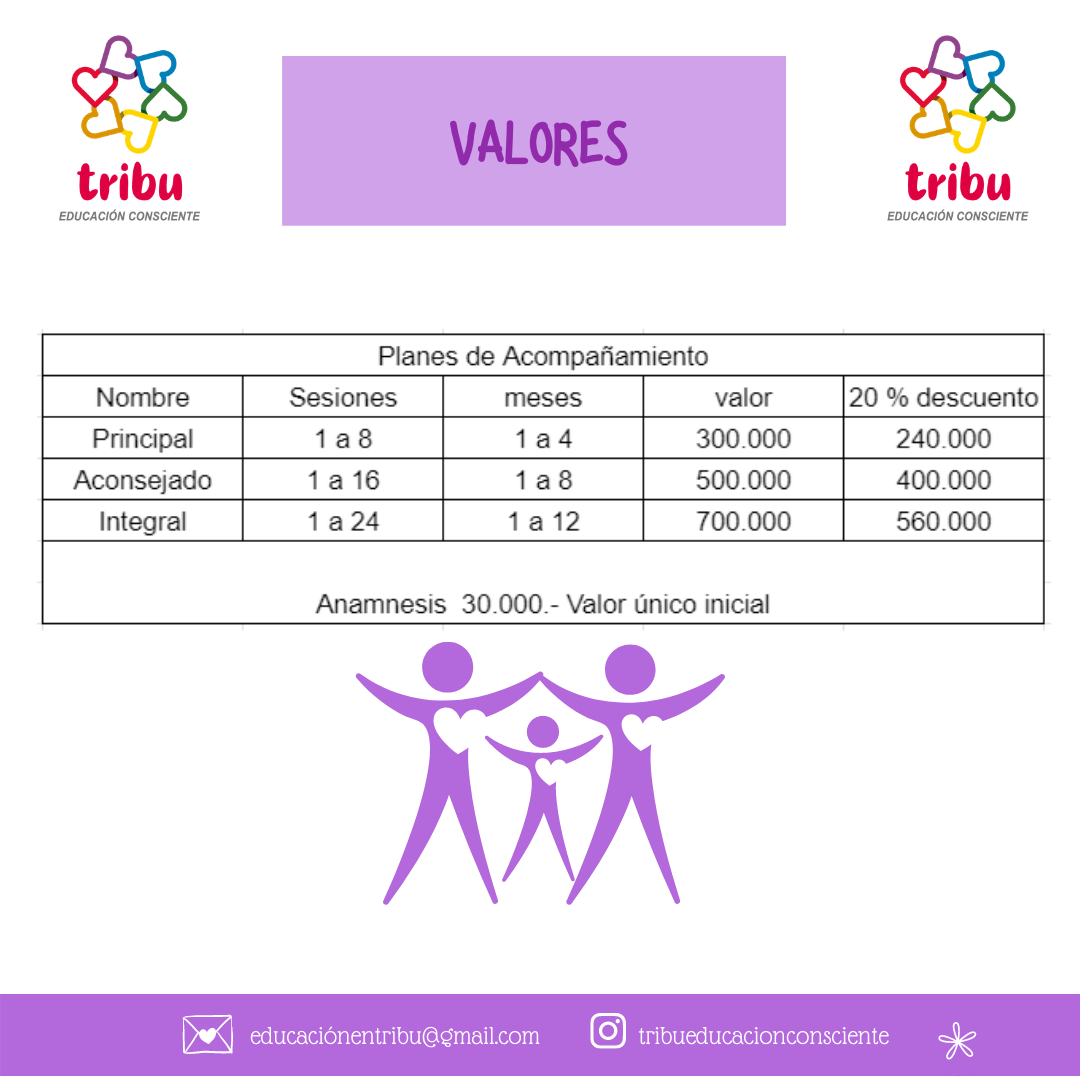 tribu
EDUCACIÓN CONSCIENTE
VALORES
tribu
EDUCACIÓN CONSCIENTE
Planes de Acompañamiento
Nombre Sesiones meses valor 20 % descuento
Principal 1 a 8 1 a 4 300.000 240.000
Aconsejado 1 a 16 1 a 8 500.000 400.000
Integral 1 a 24 1 a 12 700.000 560.000
Anamnesis 30.000.- Valor único inicial
educaciónentribu@gmail.com tribueducacionconsciente